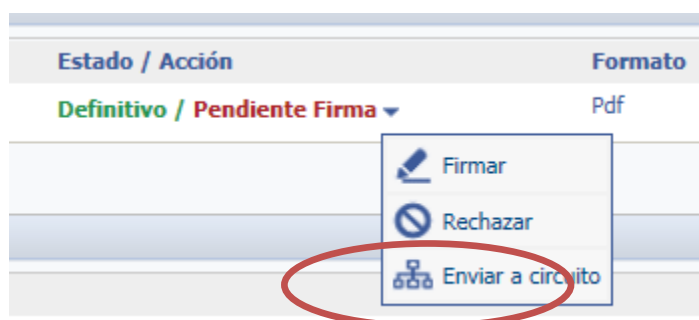 Estado / Acción Formato
Definitivo / Pendiente Firma Pdf
Firmar
Rechazar
Enviar a circuito